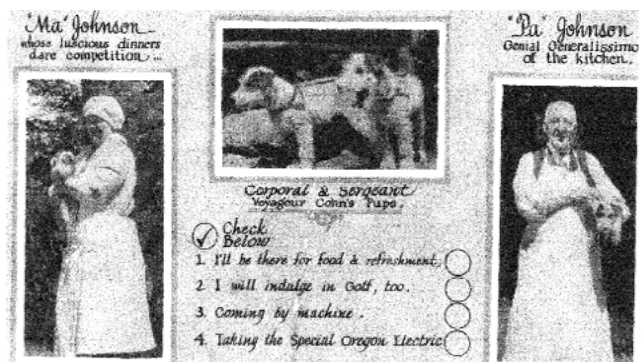 "Ma" Johnson
whose luscious dinners
dare competition...
"Pa" Johnson
Genial Generalissimo
of the kitchen.
Corporal & Sergeant
Voyageur Cohn's Pups.
Check
Below
1. I'll be there for food & refreshment,
2 I will indulge in Golf, too.
3. Coming by machine.
4. Taking the Special Oregon Electric